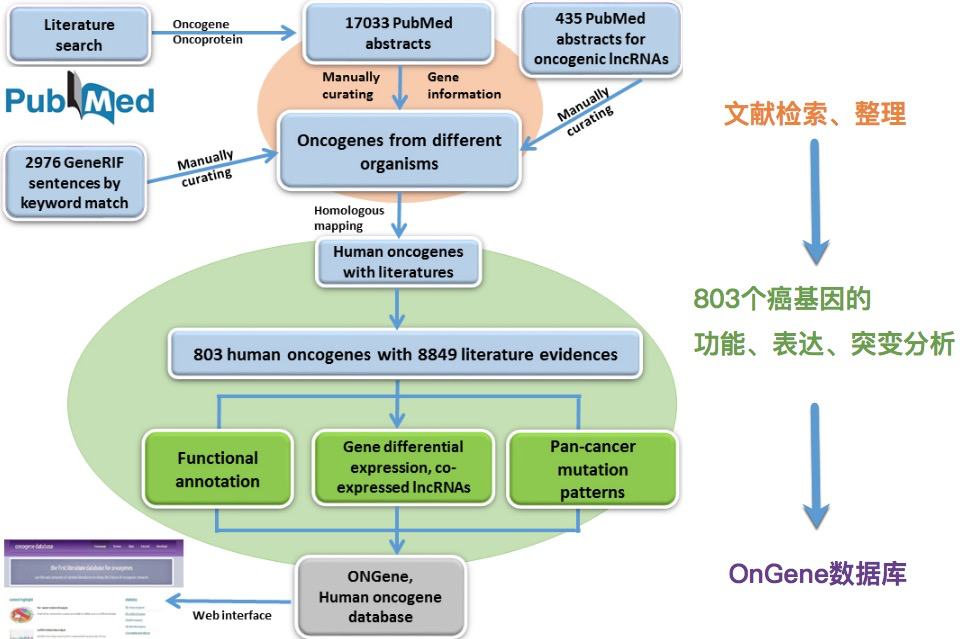 Literature
search
Oncogene
Oncoprotein
17033 PubMed
abstracts
435 PubMed
abstracts for
oncogenic lncRNAs
PubMed
Manually
curating
Gene
information
Manually
curating
文献检索、整理
2976 GeneRIF
sentences by
keyword match
Manually
curating
Oncogenes from different
organisms
Homologous
mapping
Human oncogenes
with literatures
803个癌基因的
功能、表达、突变分析
803 human oncogenes with 8849 literature evidences
Functional
annotation
Gene differential
expression, co-
expressed lncRNAs
Pan-cancer
mutation
patterns
oncogene database
the first literature database for oncogenes
ONGene,
Human oncogene
database
Web interface
OnGene数据库